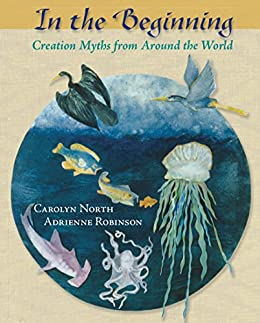 In the Beginning
Creation Myths from Around the World
Carolyn North
Adrienne Robinson